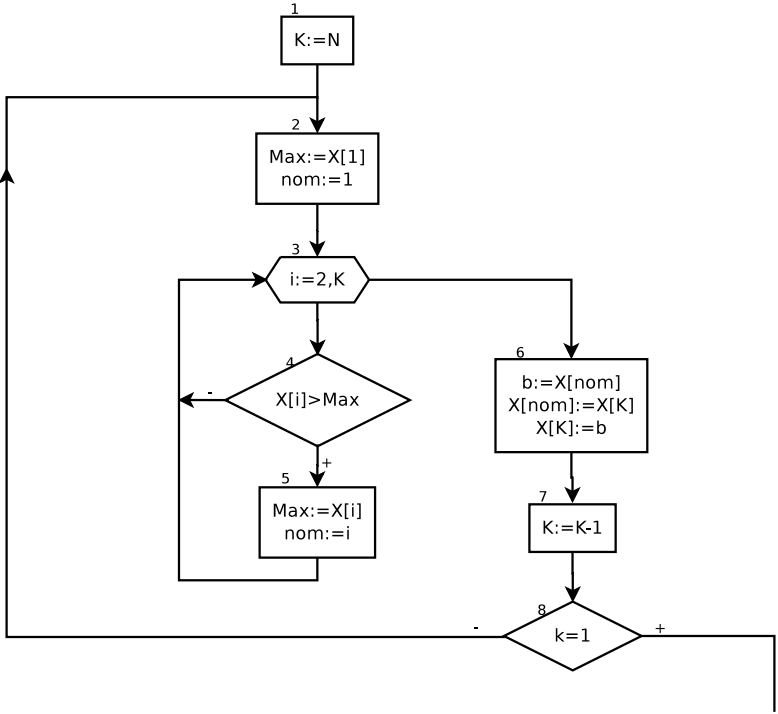 1
K:=N
2
Max:=X[1]
nom:=1
3
i:=2,K
4
X[i]>Max
-
+
5
Max:=X[i]
nom:=i
6
b:=X[nom]
X[nom]:=X[K]
X[K]:=b
7
K:=K-1
8
k=1
-
+